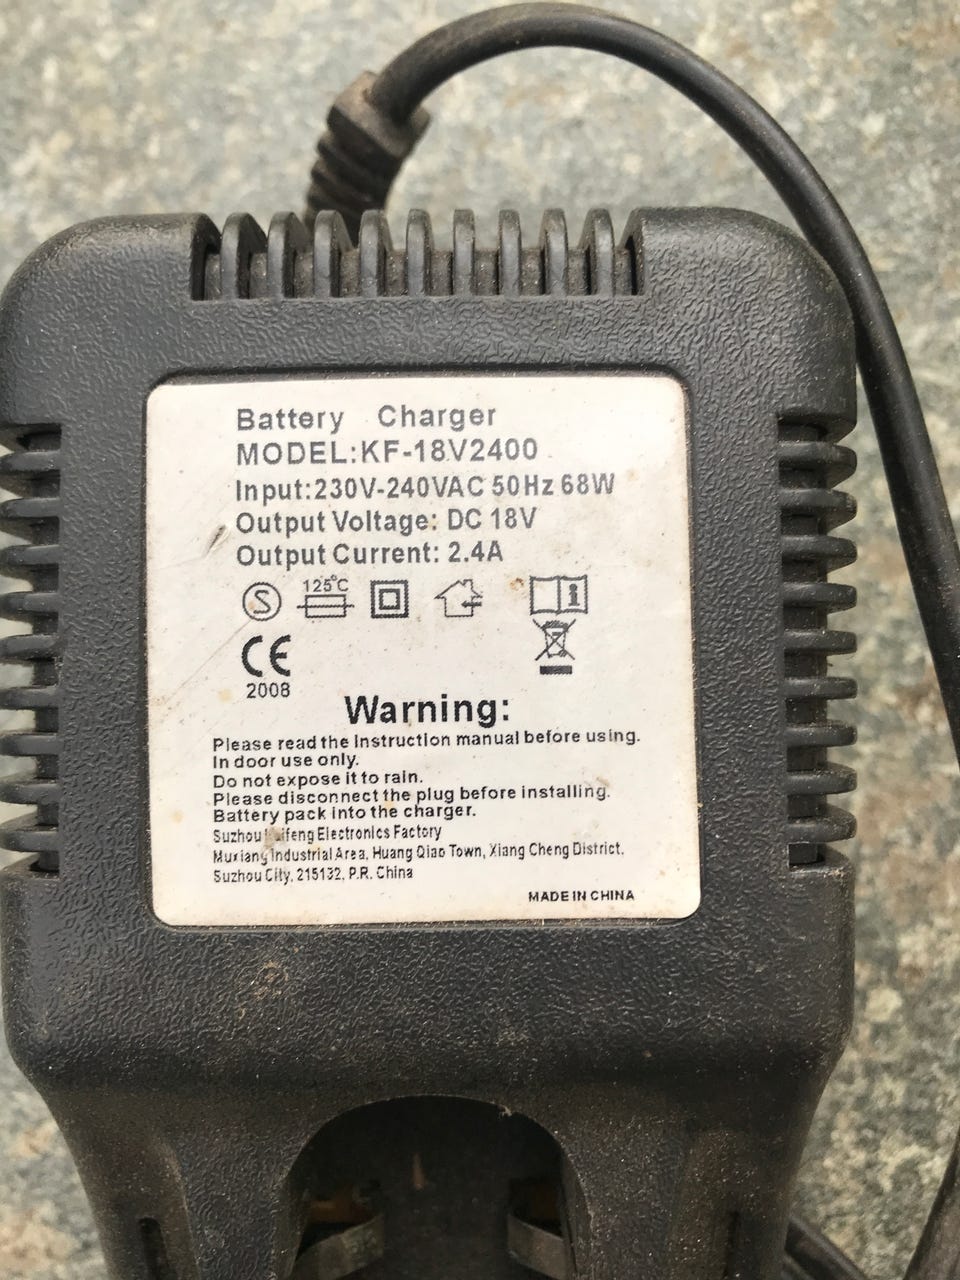 Battery Charger
MODEL:KF-18V2400
Input:230V-240VAC 50Hz 68W
Output Voltage: DC 18V
Output Current: 2.4A
S 125°C i
CE
2008
Warning:
Please read the Instruction manual before using.
In door use only.
Do not expose it to rain.
Please disconnect the plug before installing.
Battery pack into the charger.
Suzhou Electronics Factory
Muxiang Industrial Area, Huang Qiao Town, Xiang Cheng District.
Suzhou City, 215132, P.R. China
MADE IN CHINA